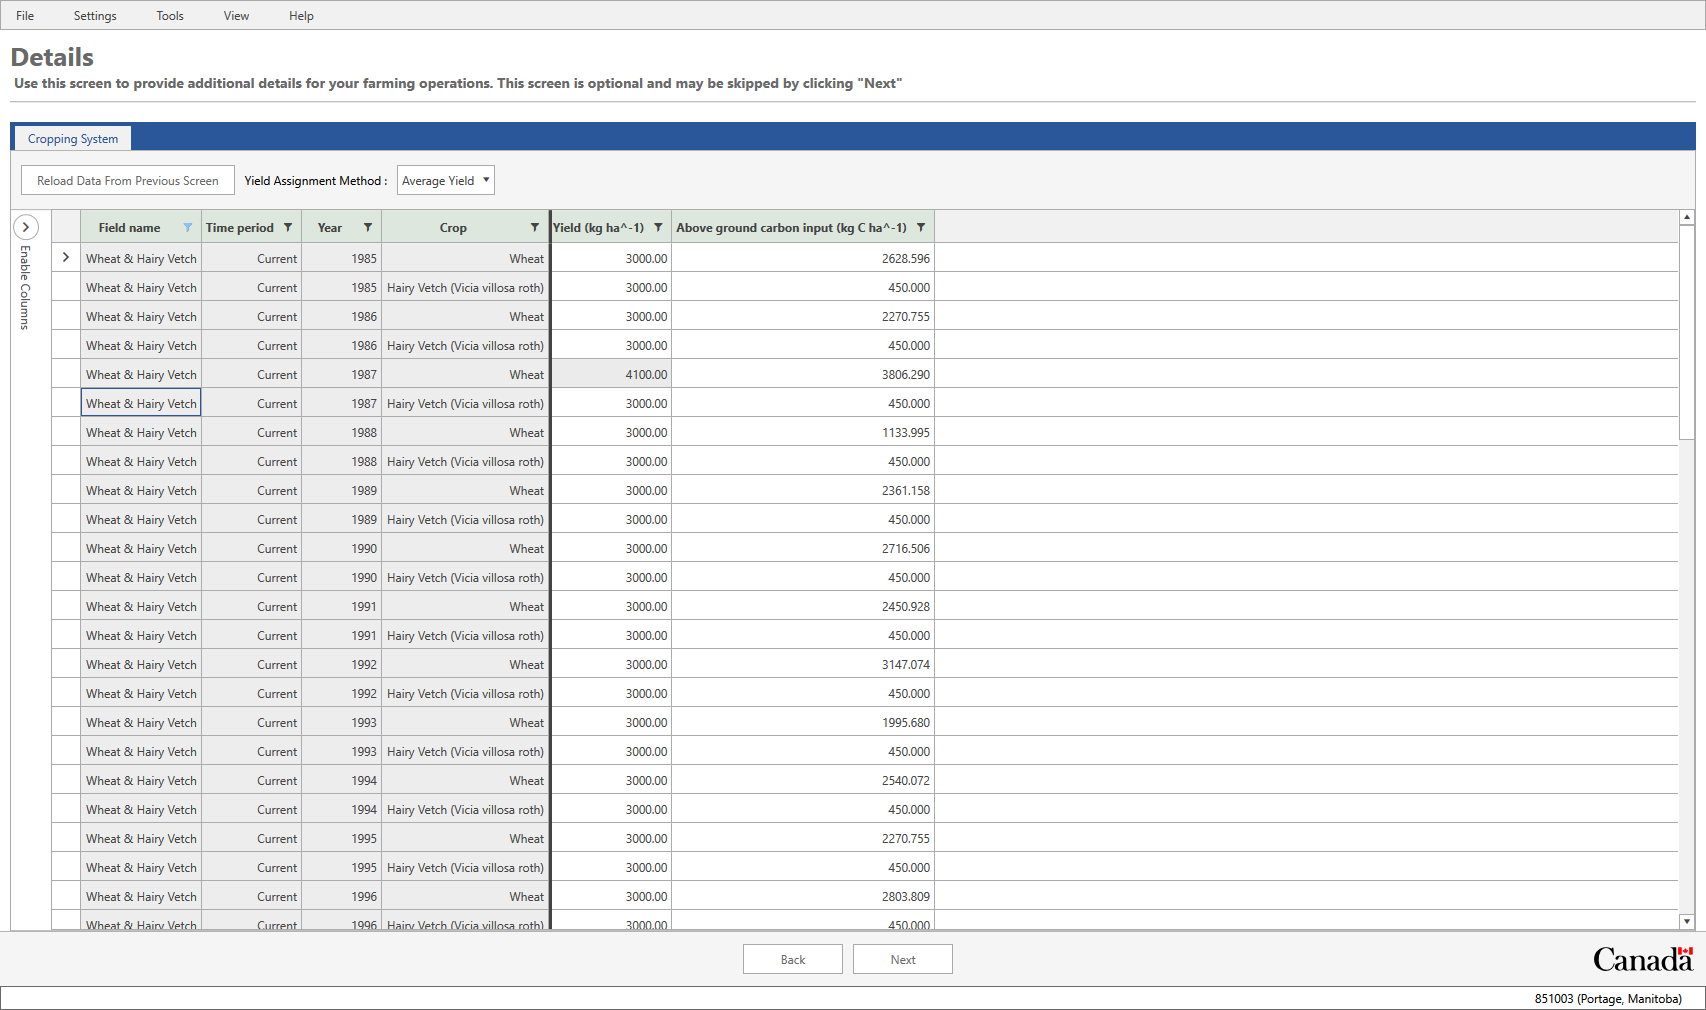 File Settings Tools View Help
Details
Use this screen to provide additional details for your farming operations. This screen is optional and may be skipped by clicking "Next"
Cropping System
Reload Data From Previous Screen Yield Assignment Method : Average Yield
Enable Columns
Field name Time period Year Crop Yield (kg ha^-1) Above ground carbon input (kg C ha^-1)
Wheat & Hairy Vetch Current 1985 Wheat 3000.00 2628.596
Wheat & Hairy Vetch Current 1985 Hairy Vetch (Vicia villosa roth) 3000.00 450.000
Wheat & Hairy Vetch Current 1986 Wheat 3000.00 2270.755
Wheat & Hairy Vetch Current 1986 Hairy Vetch (Vicia villosa roth) 3000.00 450.000
Wheat & Hairy Vetch Current 1987 Wheat 4100.00 3806.290
Wheat & Hairy Vetch Current 1987 Hairy Vetch (Vicia villosa roth) 3000.00 450.000
Wheat & Hairy Vetch Current 1988 Wheat 3000.00 1133.995
Wheat & Hairy Vetch Current 1988 Hairy Vetch (Vicia villosa roth) 3000.00 450.000
Wheat & Hairy Vetch Current 1989 Wheat 3000.00 2361.158
Wheat & Hairy Vetch Current 1989 Hairy Vetch (Vicia villosa roth) 3000.00 450.000
Wheat & Hairy Vetch Current 1990 Wheat 3000.00 2716.506
Wheat & Hairy Vetch Current 1990 Hairy Vetch (Vicia villosa roth) 3000.00 450.000
Wheat & Hairy Vetch Current 1991 Wheat 3000.00 2450.928
Wheat & Hairy Vetch Current 1991 Hairy Vetch (Vicia villosa roth) 3000.00 450.000
Wheat & Hairy Vetch Current 1992 Wheat 3000.00 3147.074
Wheat & Hairy Vetch Current 1992 Hairy Vetch (Vicia villosa roth) 3000.00 450.000
Wheat & Hairy Vetch Current 1993 Wheat 3000.00 1995.680
Wheat & Hairy Vetch Current 1993 Hairy Vetch (Vicia villosa roth) 3000.00 450.000
Wheat & Hairy Vetch Current 1994 Wheat 3000.00 2540.072
Wheat & Hairy Vetch Current 1994 Hairy Vetch (Vicia villosa roth) 3000.00 450.000
Wheat & Hairy Vetch Current 1995 Wheat 3000.00 2270.755
Wheat & Hairy Vetch Current 1995 Hairy Vetch (Vicia villosa roth) 3000.00 450.000
Wheat & Hairy Vetch Current 1996 Wheat 3000.00 2803.809
Wheat & Hairy Vetch Current 1996 Hairy Vetch (Vicia villosa roth) 3000.00 450.000
Back Next
Canada
851003 (Portage, Manitoba)